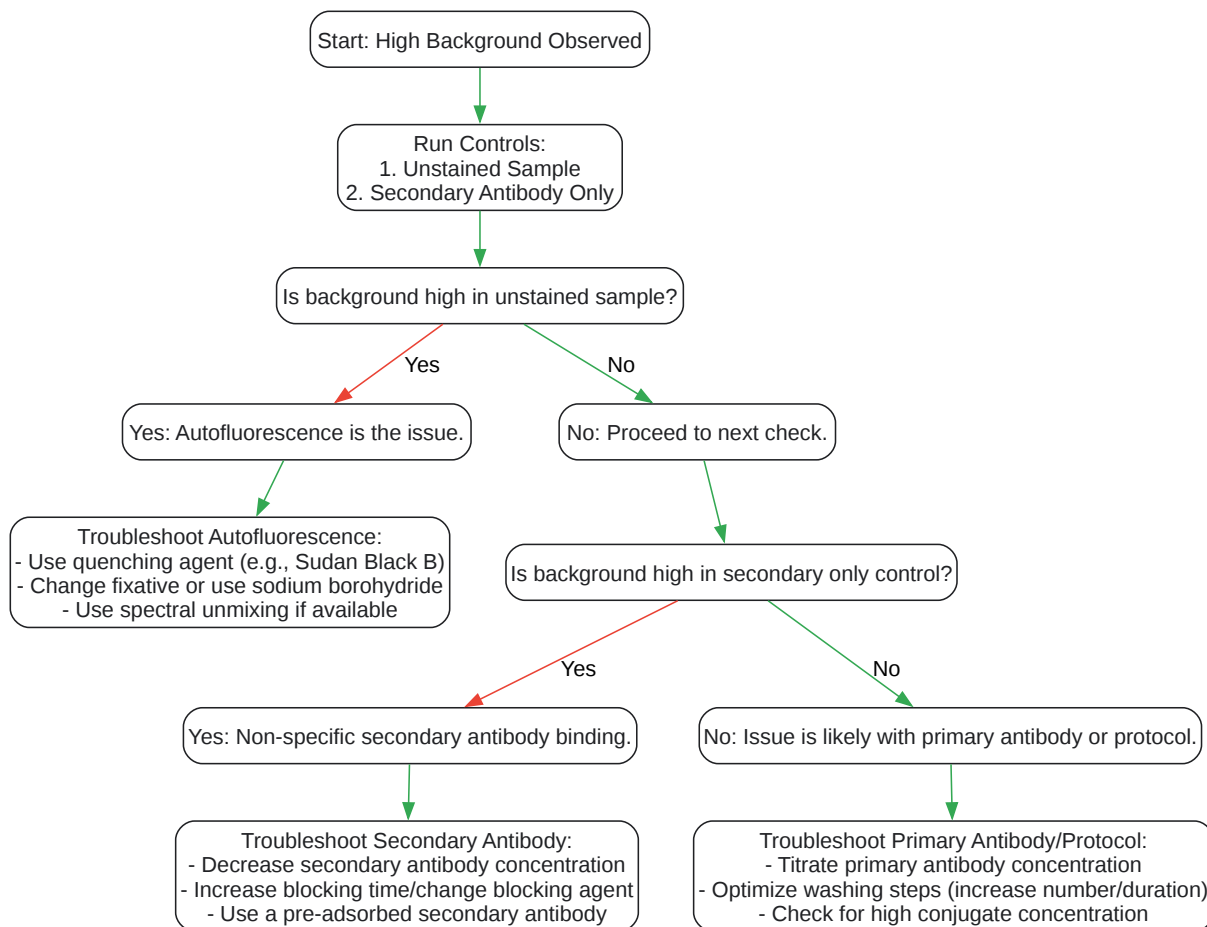 Start: High Background Observed
Run Controls:
1. Unstained Sample
2. Secondary Antibody Only
Is background high in unstained sample?
Yes
No
Yes: Autofluorescence is the issue.
No: Proceed to next check.
Troubleshoot Autofluorescence:
- Use quenching agent (e.g., Sudan Black B)
- Change fixative or use sodium borohydride
- Use spectral unmixing if available
Is background high in secondary only control?
Yes
No
Yes: Non-specific secondary antibody binding.
No: Issue is likely with primary antibody or protocol.
Troubleshoot Secondary Antibody:
- Decrease secondary antibody concentration
- Increase blocking time/change blocking agent
- Use a pre-adsorbed secondary antibody
Troubleshoot Primary Antibody/Protocol:
- Titrate primary antibody concentration
- Optimize washing steps (increase number/duration)
- Check for high conjugate concentration